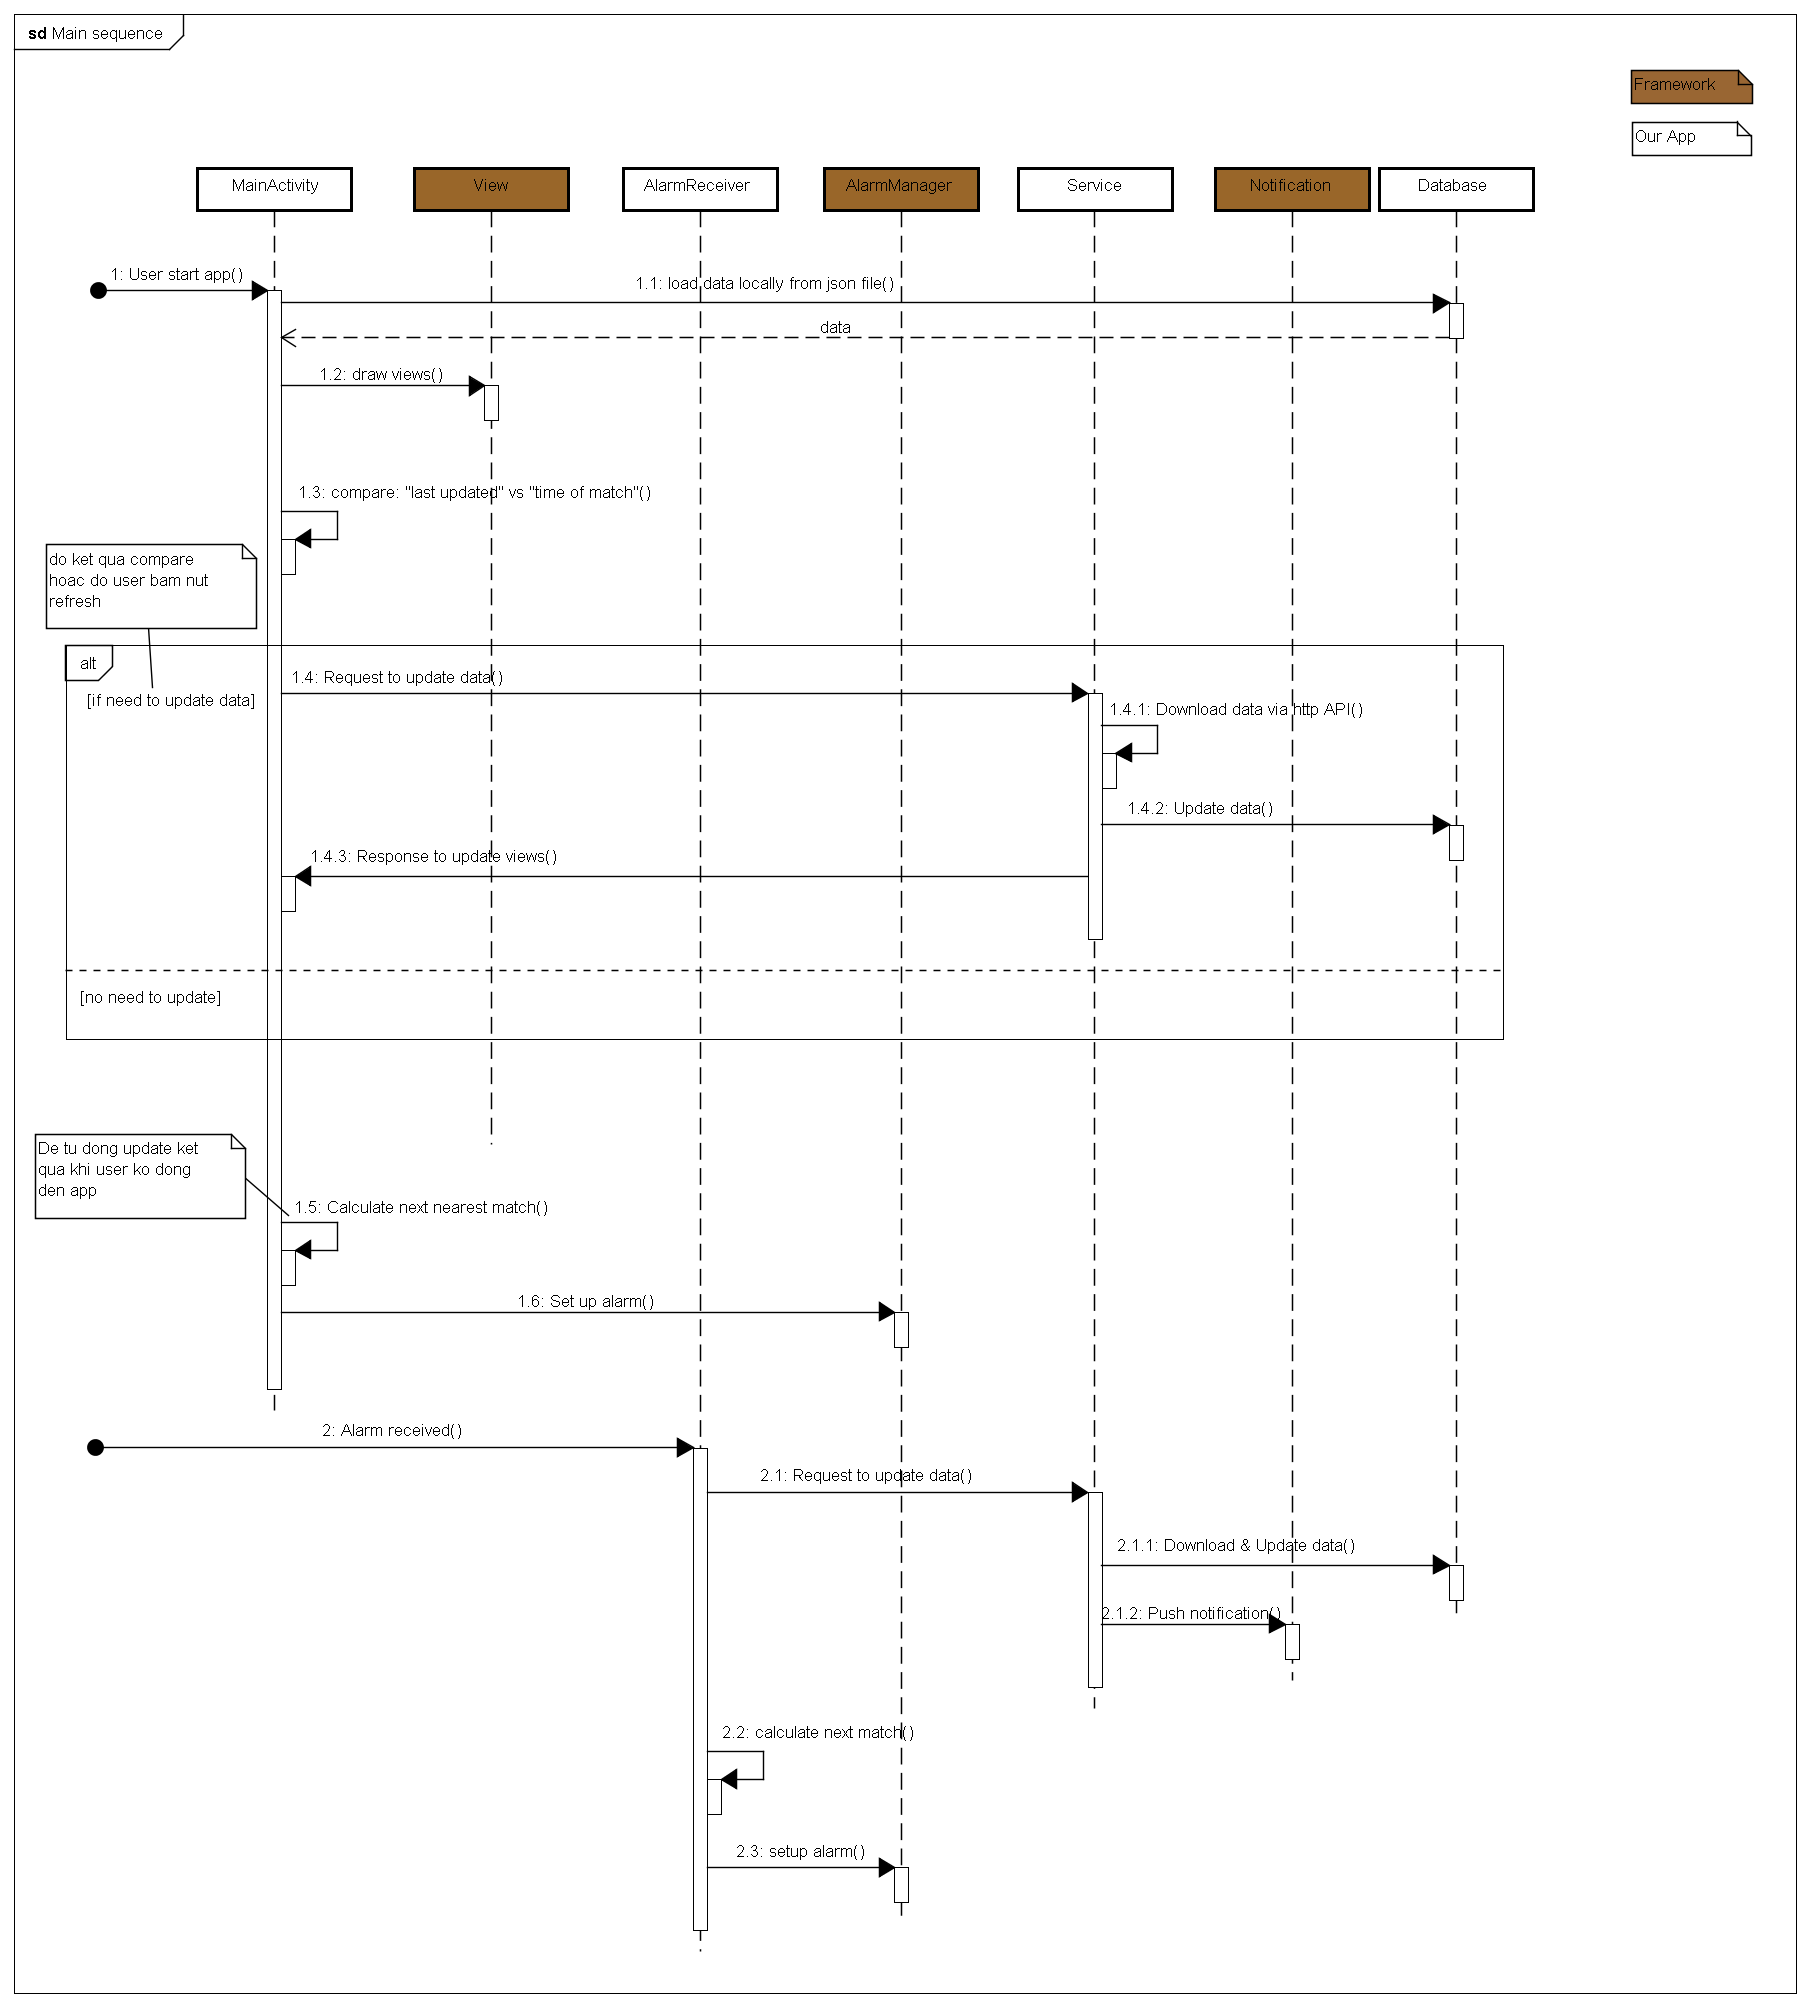 sd Main sequence
Framework
Our App
MainActivity
View
AlarmReceiver
AlarmManager
Service
Notification
Database
1: User start app()
1.1: load data locally from json file()
data
1.2: draw views()
1.3: compare: "last updated" vs "time of match"()
do ket qua compare
hoac do user bam nut
refresh
alt
1.4: Request to update data()
[if need to update data]
1.4.1: Download data via http API()
1.4.2: Update data()
1.4.3: Response to update views()
[no need to update]
De tu dong update ket
qua khi user ko dong
den app
1.5: Calculate next nearest match()
1.6: Set up alarm()
2: Alarm received()
2.1: Request to update data()
2.1.1: Download & Update data()
2.1.2: Push notification()
2.2: calculate next match()
2.3: setup alarm()